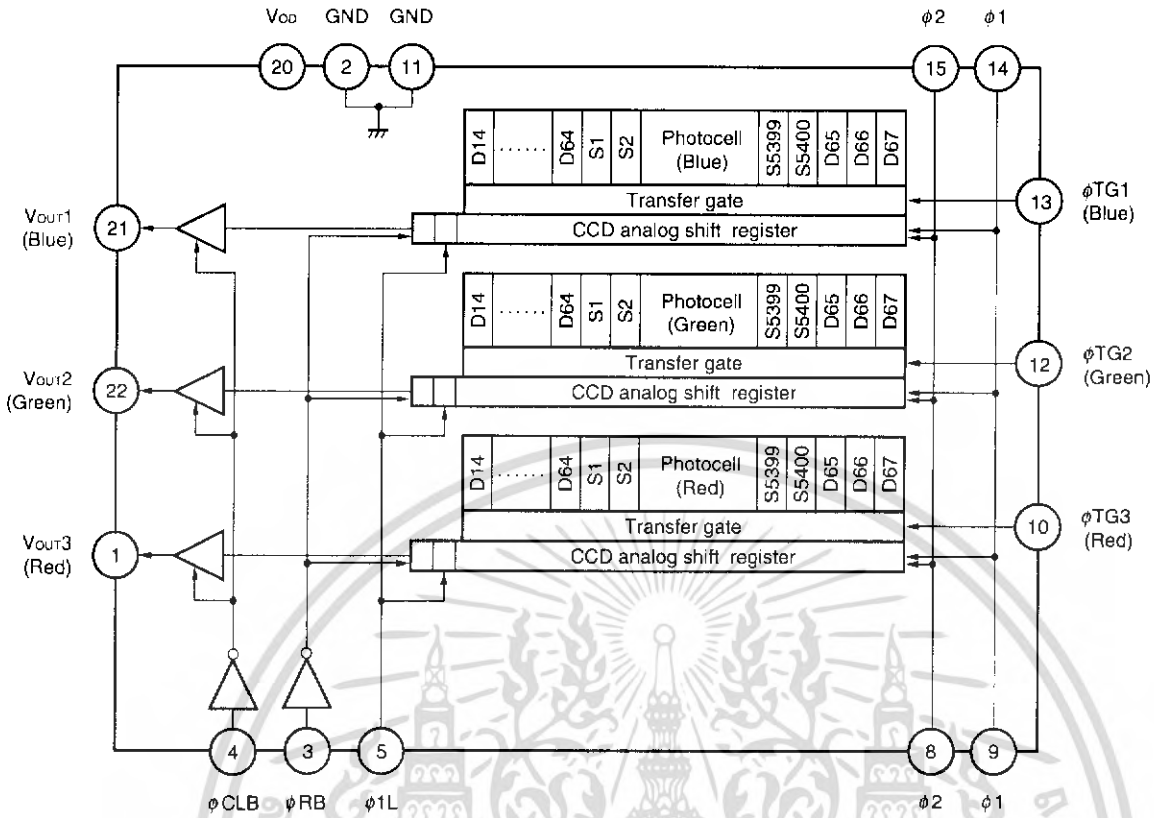 VOD GND GND φ2 φ1
20 2 11 15 14
D14 ........ D64 S1 S2 Photocell (Blue) S5399 S5400 D65 D66 D67
Transfer gate
CCD analog shift register
13 φTG1 (Blue)
VOUT1 (Blue) 21
D14 ........ D64 S1 S2 Photocell (Green) S5399 S5400 D65 D66 D67
Transfer gate
CCD analog shift register
12 φTG2 (Green)
VOUT2 (Green) 22
D14 ........ D64 S1 S2 Photocell (Red) S5399 S5400 D65 D66 D67
Transfer gate
CCD analog shift register
10 φTG3 (Red)
VOUT3 (Red) 1
4 3 5 8 9
φCLB φRB φ1L φ2 φ1